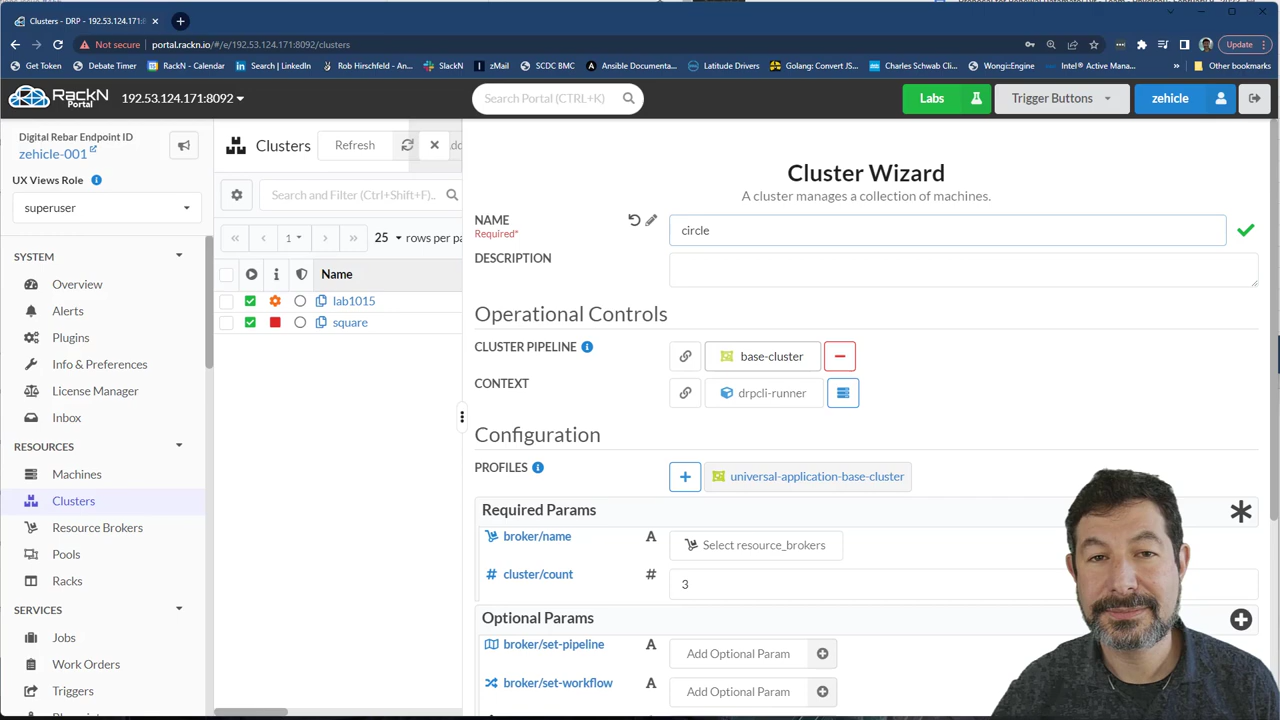 Clusters - DRP - 192.53.124.171:8
Not secure portal.rackn.io/#/e/192.53.124.171:8092/clusters
Update
Get Token Debate Timer RackN - Calendar Search | LinkedIn Rob Hirschfeld - An... SlackN zMail SCDC BMC Ansible Documenta... Latitude Drivers Golang: Convert JS... Charles Schwab Cli... Wongi::Engine Intel® Active Mana... » Other bookmarks
RackN Portal 192.53.124.171:8092 Search Portal (CTRL+K) Labs Trigger Buttons zehicle
Digital Rebar Endpoint ID
zehicle-001
UX Views Role
superuser
SYSTEM
Overview
Alerts
Plugins
Info & Preferences
License Manager
Inbox
RESOURCES
Machines
Clusters
Resource Brokers
Pools
Racks
SERVICES
Jobs
Work Orders
Triggers
Clusters Refresh
Search and Filter (Ctrl+Shift+F)..
« ‹ 1 › » 25 rows per pa
Name
lab1015
square
Cluster Wizard
A cluster manages a collection of machines.
NAME
Required*
circle
DESCRIPTION
Operational Controls
CLUSTER PIPELINE base-cluster
CONTEXT drpcli-runner
Configuration
PROFILES universal-application-base-cluster
Required Params
broker/name A Select resource_brokers
# cluster/count # 3
Optional Params
broker/set-pipeline A Add Optional Param
broker/set-workflow A Add Optional Param